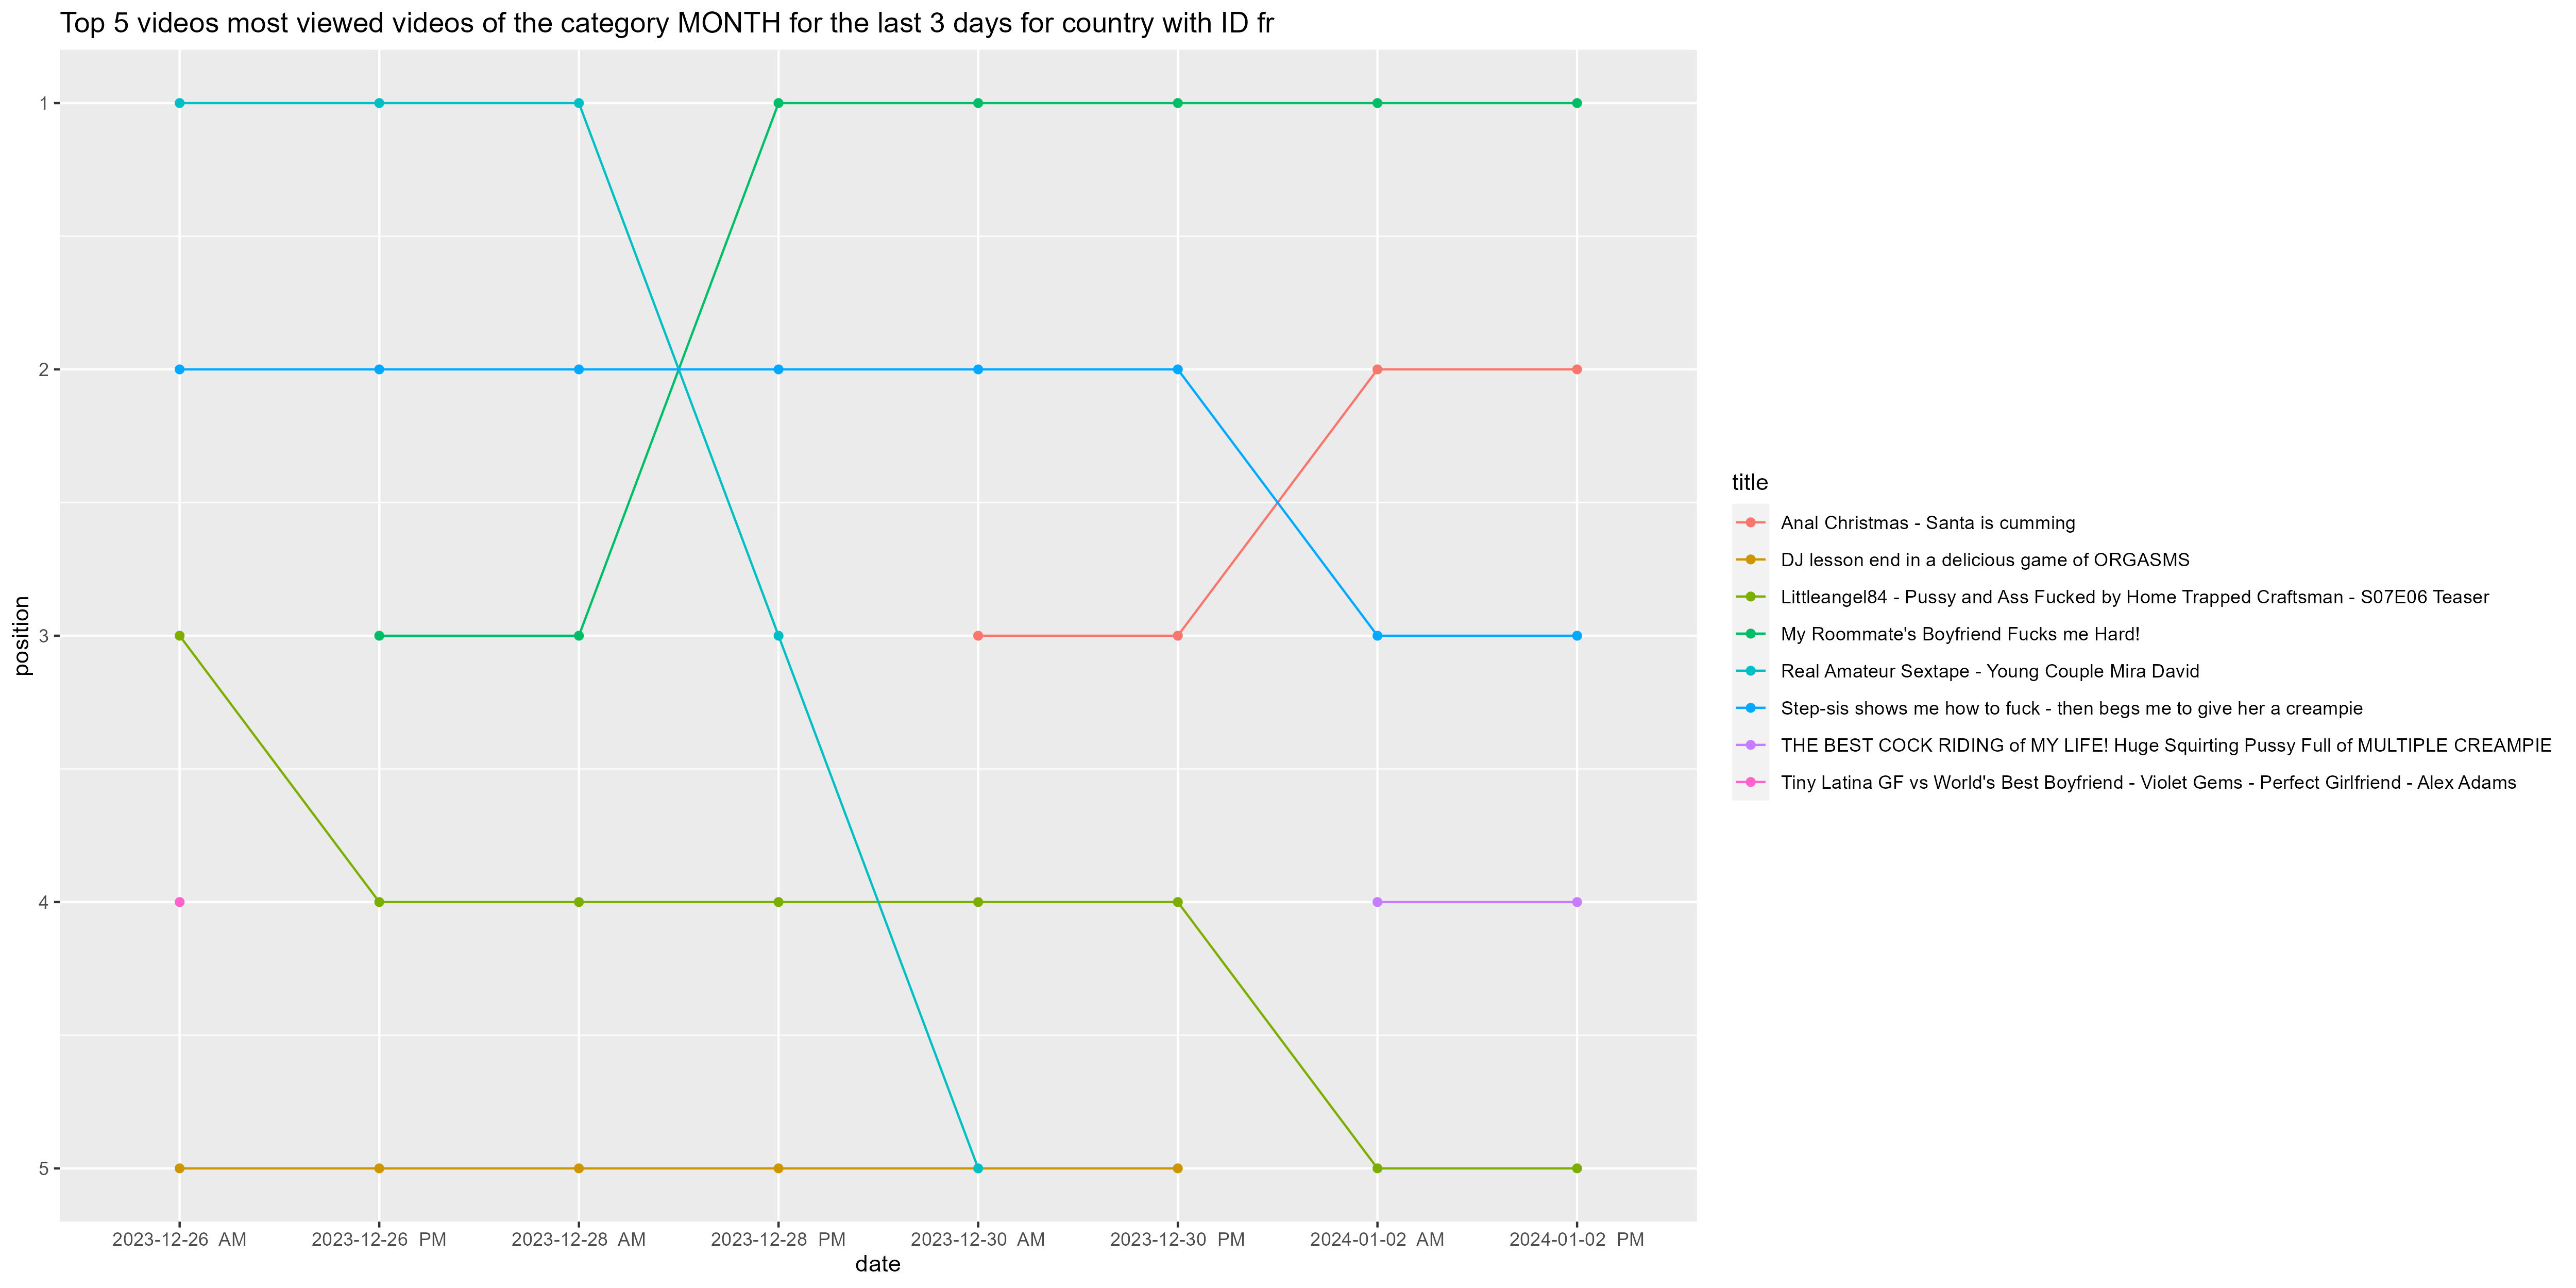 Top 5 videos most viewed videos of the category MONTH for the last 3 days for country with ID fr
1
2
3
4
5
position
2023-12-26 AM
2023-12-26 PM
2023-12-28 AM
2023-12-28 PM
2023-12-30 AM
2023-12-30 PM
2024-01-02 AM
2024-01-02 PM
date
title
Anal Christmas - Santa is cumming
DJ lesson end in a delicious game of ORGASMS
Littleangel84 - Pussy and Ass Fucked by Home Trapped Craftsman - S07E06 Teaser
My Roommate's Boyfriend Fucks me Hard!
Real Amateur Sextape - Young Couple Mira David
Step-sis shows me how to fuck - then begs me to give her a creampie
THE BEST COCK RIDING of MY LIFE! Huge Squirting Pussy Full of MULTIPLE CREAMPIE
Tiny Latina GF vs World's Best Boyfriend - Violet Gems - Perfect Girlfriend - Alex Adams